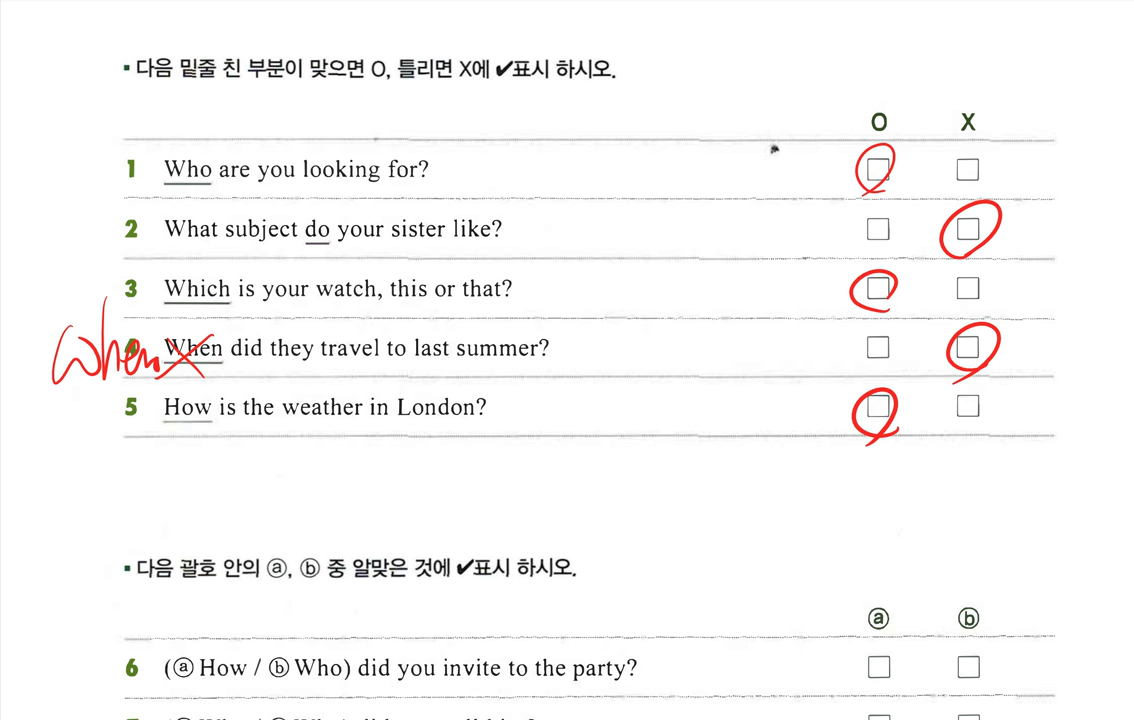 ▪ 다음 밑줄 친 부분이 맞으면 O, 틀리면 X에 ✔표시 하시오.
O X
1 Who are you looking for?
2 What subject do your sister like?
3 Which is your watch, this or that?
When
4 When did they travel to last summer?
5 How is the weather in London?
▪ 다음 괄호 안의 ⓐ, ⓑ 중 알맞은 것에 ✔표시 하시오.
ⓐ ⓑ
6 (ⓐ How / ⓑ Who) did you invite to the party?